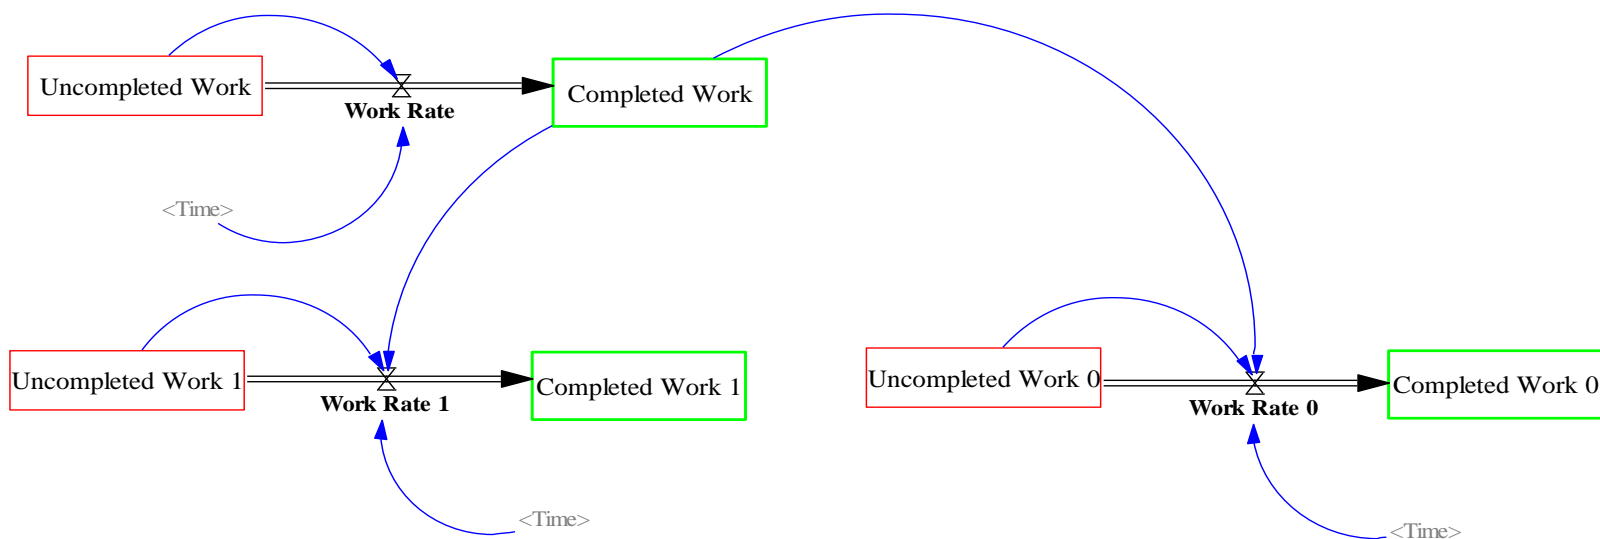 Uncompleted Work
Completed Work
Work Rate
<Time>
Uncompleted Work 1
Completed Work 1
Work Rate 1
<Time>
Uncompleted Work 0
Completed Work 0
Work Rate 0
<Time>